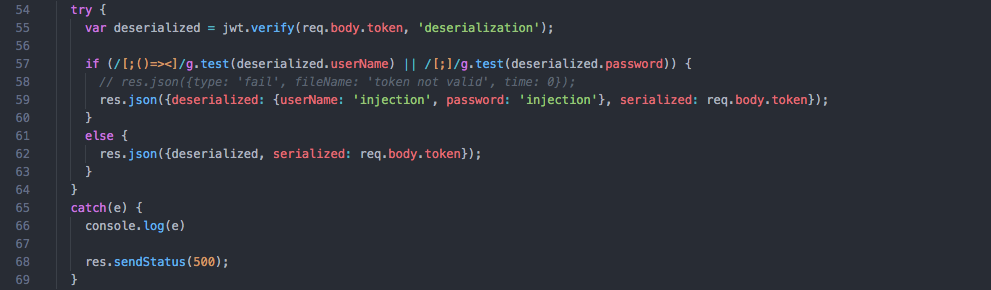 54 try {
55 var deserialized = jwt.verify(req.body.token, 'deserialization');
56
57 if (/[;()=><]/g.test(deserialized.userName) || /[;]/g.test(deserialized.password)) {
58 // res.json({type: 'fail', fileName: 'token not valid', time: 0});
59 res.json({deserialized: {userName: 'injection', password: 'injection'}, serialized: req.body.token});
60 }
61 else {
62 res.json({deserialized, serialized: req.body.token});
63 }
64 }
65 catch(e) {
66 console.log(e)
67
68 res.sendStatus(500);
69 }